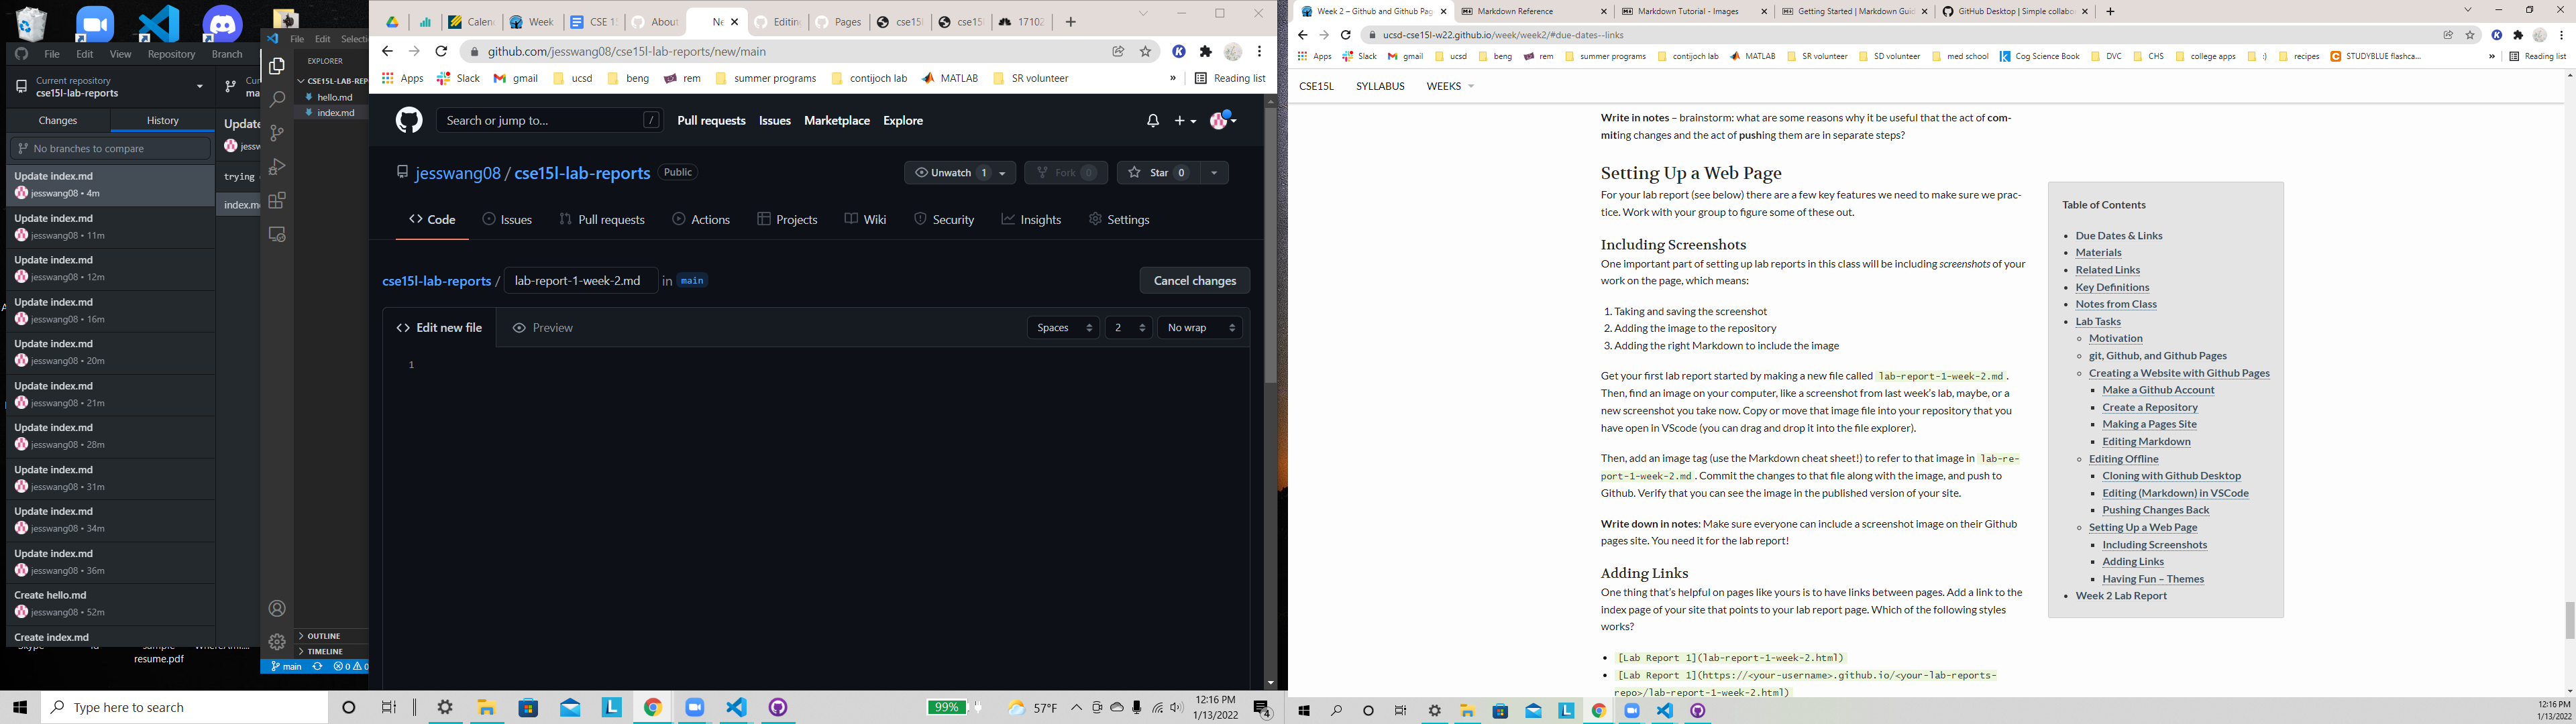 File Edit View Repository Branch
Current repository
cse15l-lab-reports
Changes History
No branches to compare
Update index.md
jesswang08 • 4m
Update index.md
jesswang08 • 11m
Update index.md
jesswang08 • 12m
Update index.md
jesswang08 • 16m
Update index.md
jesswang08 • 20m
Update index.md
jesswang08 • 21m
Update index.md
jesswang08 • 28m
Update index.md
jesswang08 • 31m
Update index.md
jesswang08 • 34m
Update index.md
jesswang08 • 36m
Create hello.md
jesswang08 • 52m
Create index.md
resume.pdf
File Edit Selecti
EXPLORER
CSE15L-LAB-REP
hello.md
index.md
OUTLINE
TIMELINE
main 0 0
Calen Week CSE 1 About Ne Editin Pages cse15l cse15l 17102
github.com/jesswang08/cse15l-lab-reports/new/main
Apps Slack gmail ucsd beng rem summer programs contijoch lab MATLAB SR volunteer » Reading list
Search or jump to... / Pull requests Issues Marketplace Explore
jesswang08 / cse15l-lab-reports Public Unwatch 1 Fork 0 Star 0
Code Issues Pull requests Actions Projects Wiki Security Insights Settings
cse15l-lab-reports / lab-report-1-week-2.md in main Cancel changes
Edit new file Preview Spaces 2 No wrap
1
Type here to search 99% 57°F 12:16 PM
1/13/2022
4
Week 2 – Github and Github Pag Markdown Reference Markdown Tutorial - Images Getting Started | Markdown Guid GitHub Desktop | Simple collabor
ucsd-cse15l-w22.github.io/week/week2/#due-dates--links
Apps Slack gmail ucsd beng rem summer programs contijoch lab MATLAB SR volunteer SD volunteer med school Cog Science Book DVC CHS college apps :) recipes STUDYBLUE flashca... » Reading list
CSE15L SYLLABUS WEEKS
Write in notes – brainstorm: what are some reasons why it be useful that the act of com-
miting changes and the act of pushing them are in separate steps?
Setting Up a Web Page
For your lab report (see below) there are a few key features we need to make sure we prac-
tice. Work with your group to figure some of these out.
Including Screenshots
One important part of setting up lab reports in this class will be including screenshots of your
work on the page, which means:
1. Taking and saving the screenshot
2. Adding the image to the repository
3. Adding the right Markdown to include the image
Get your first lab report started by making a new file called lab-report-1-week-2.md.
Then, find an image on your computer, like a screenshot from last week's lab, maybe, or a
new screenshot you take now. Copy or move that image file into your repository that you
have open in VScode (you can drag and drop it into the file explorer).
Then, add an image tag (use the Markdown cheat sheet!) to refer to that image in lab-re-
port-1-week-2.md. Commit the changes to that file along with the image, and push to
Github. Verify that you can see the image in the published version of your site.
Write down in notes: Make sure everyone can include a screenshot image on their Github
pages site. You need it for the lab report!
Adding Links
One thing that's helpful on pages like yours is to have links between pages. Add a link to the
index page of your site that points to your lab report page. Which of the following styles
works?
• [Lab Report 1](lab-report-1-week-2.html)
• [Lab Report 1](https://<your-username>.github.io/<your-lab-reports-
repo>/lab-report-1-week-2.html)
Table of Contents
Due Dates & Links
Materials
Related Links
Key Definitions
Notes from Class
Lab Tasks
Motivation
git, Github, and Github Pages
Creating a Website with Github Pages
Make a Github Account
Create a Repository
Making a Pages Site
Editing Markdown
Editing Offline
Cloning with Github Desktop
Editing (Markdown) in VSCode
Pushing Changes Back
Setting Up a Web Page
Including Screenshots
Adding Links
Having Fun – Themes
Week 2 Lab Report
12:16 PM
1/13/2022